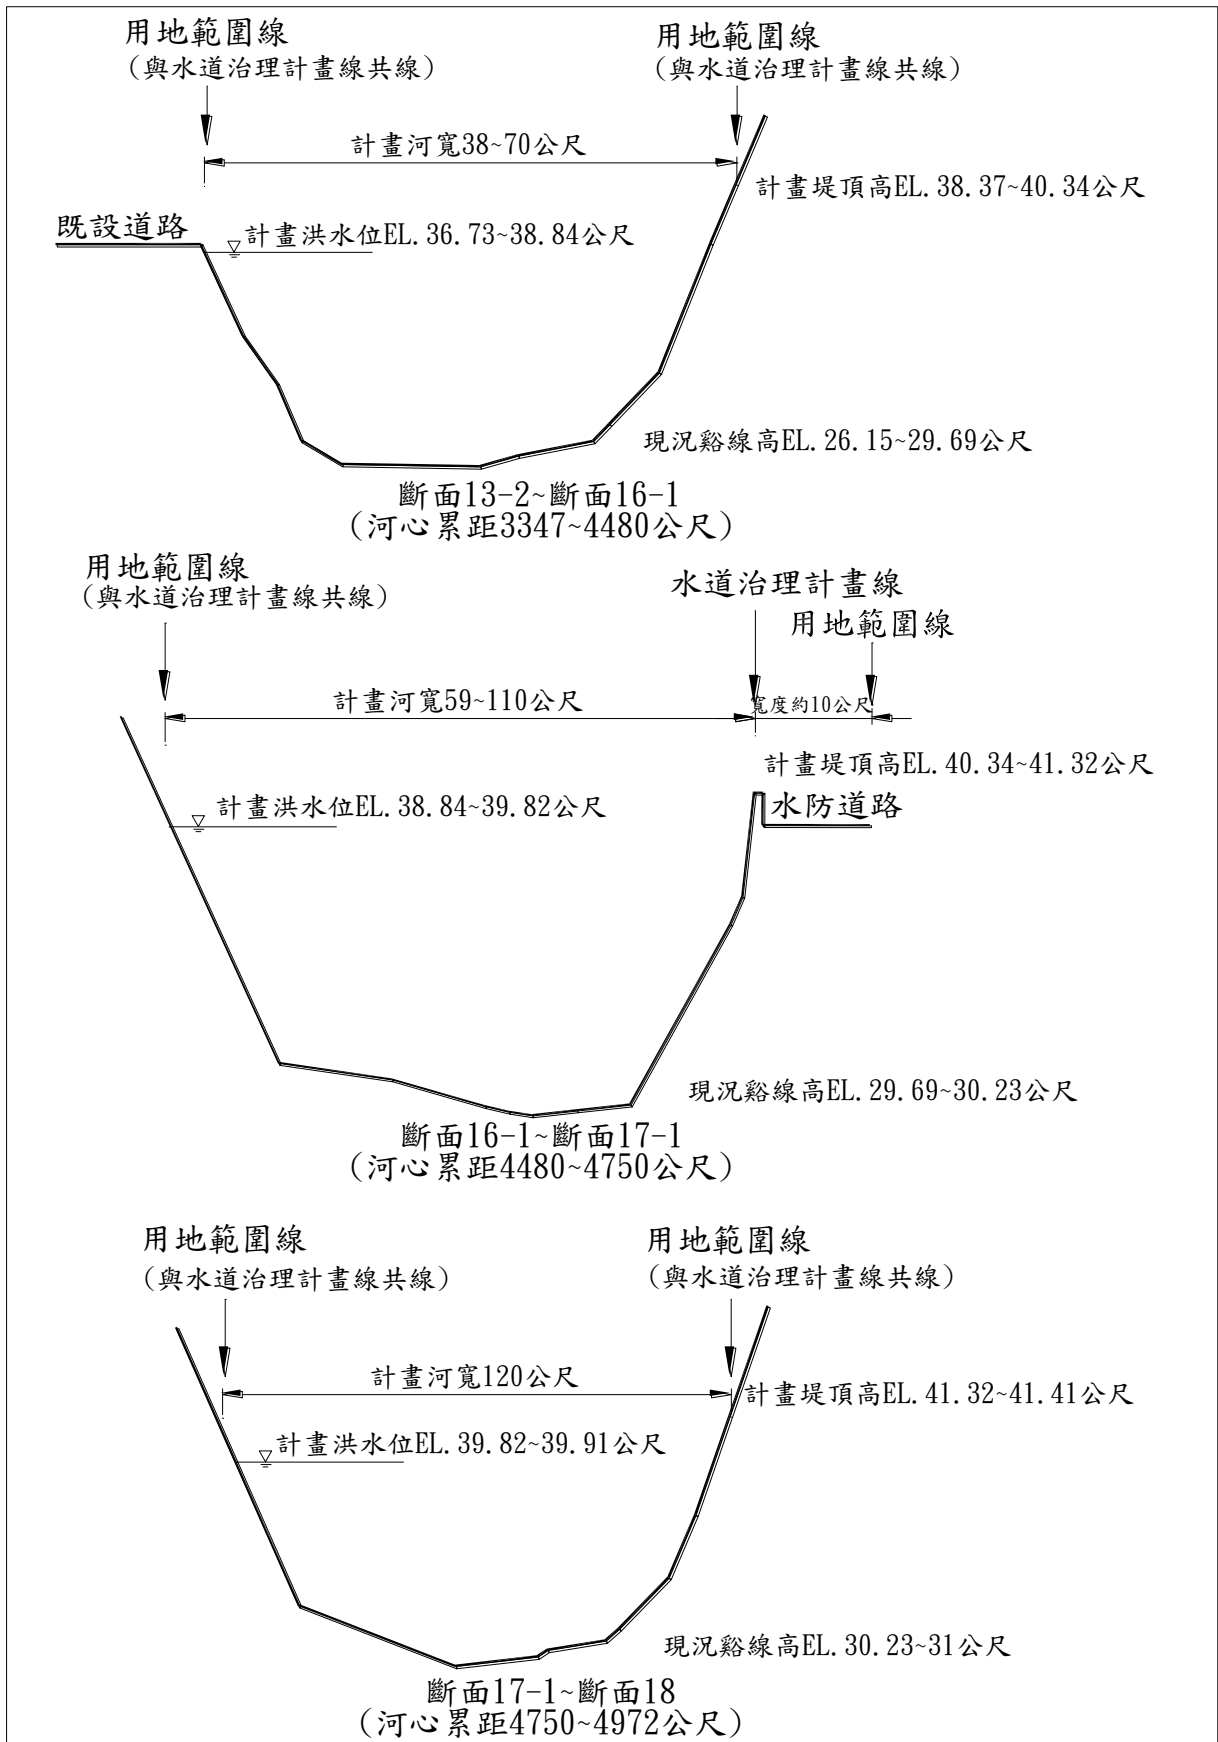 用地範圍線
(與水道治理計畫線共線)
用地範圍線
(與水道治理計畫線共線)
計畫河寬38~70公尺
計畫堤頂高EL.38.37~40.34公尺
既設道路
計畫洪水位EL.36.73~38.84公尺
現況谿線高EL.26.15~29.69公尺
斷面13-2~斷面16-1
(河心累距3347~4480公尺)
用地範圍線
(與水道治理計畫線共線)
水道治理計畫線
用地範圍線
計畫河寬59~110公尺
寬度約10公尺
計畫堤頂高EL.40.34~41.32公尺
計畫洪水位EL.38.84~39.82公尺
水防道路
現況谿線高EL.29.69~30.23公尺
斷面16-1~斷面17-1
(河心累距4480~4750公尺)
用地範圍線
(與水道治理計畫線共線)
用地範圍線
(與水道治理計畫線共線)
計畫河寬120公尺
計畫堤頂高EL.41.32~41.41公尺
計畫洪水位EL.39.82~39.91公尺
現況谿線高EL.30.23~31公尺
斷面17-1~斷面18
(河心累距4750~4972公尺)